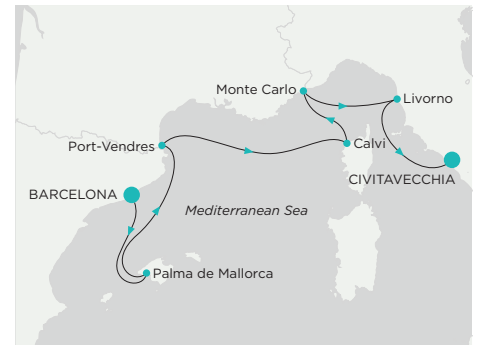 Monte Carlo
Livorno
Port-Vendres
Calvi
CIVITAVECCHIA
BARCELONA
Mediterranean Sea
Palma de Mallorca